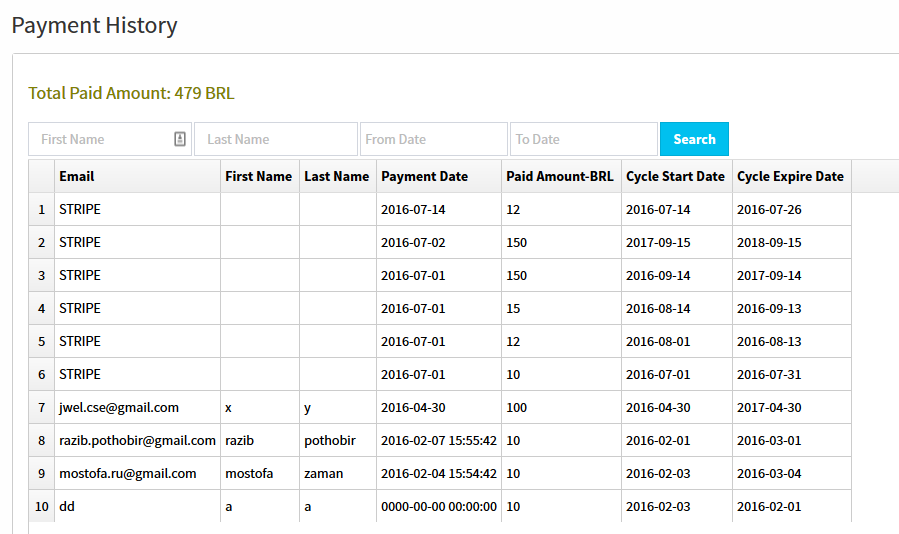 Payment History
Total Paid Amount: 479 BRL
First Name Last Name From Date To Date Search
Email First Name Last Name Payment Date Paid Amount-BRL Cycle Start Date Cycle Expire Date
1 STRIPE 2016-07-14 12 2016-07-14 2016-07-26
2 STRIPE 2016-07-02 150 2017-09-15 2018-09-15
3 STRIPE 2016-07-01 150 2016-09-14 2017-09-14
4 STRIPE 2016-07-01 15 2016-08-14 2016-09-13
5 STRIPE 2016-07-01 12 2016-08-01 2016-08-13
6 STRIPE 2016-07-01 10 2016-07-01 2016-07-31
7 jwel.cse@gmail.com x y 2016-04-30 100 2016-04-30 2017-04-30
8 razib.pothobir@gmail.com razib pothobir 2016-02-07 15:55:42 10 2016-02-01 2016-03-01
9 mostofa.ru@gmail.com mostofa zaman 2016-02-04 15:54:42 10 2016-02-03 2016-03-04
10 dd a a 0000-00-00 00:00:00 10 2016-02-03 2016-02-01